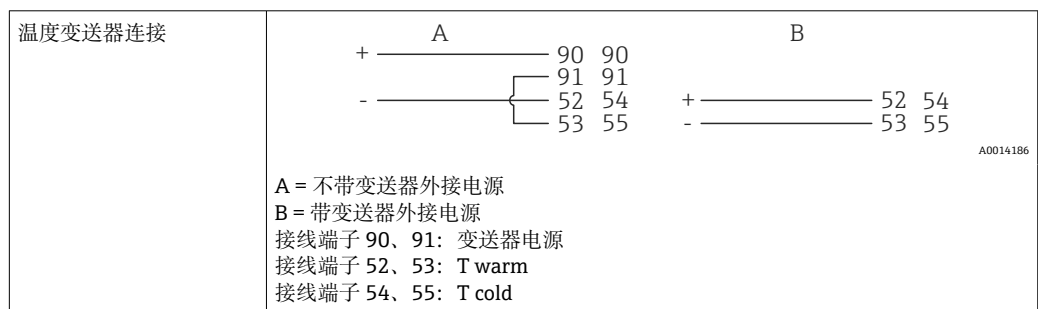 温度变送器连接
A B
+ 90 90
91 91
- 52 54 + 52 54
53 55 - 53 55
A0014186
A = 不带变送器外接电源
B = 带变送器外接电源
接线端子 90、91：变送器电源
接线端子 52、53：T warm
接线端子 54、55：T cold